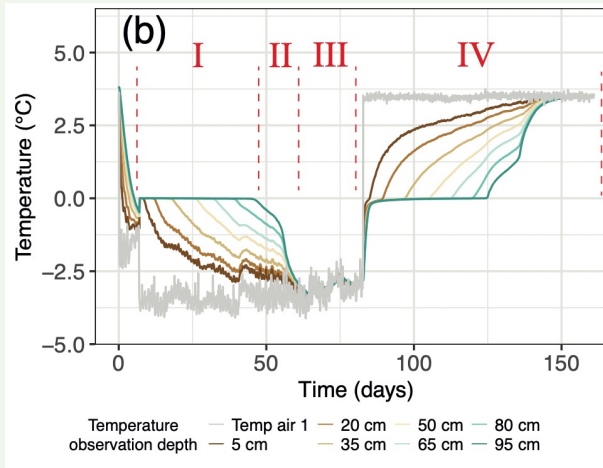 (b)
I II III IV
5.0
2.5
0.0
−2.5
−5.0
Temperature (°C)
0 50 100 150
Time (days)
Temperature observation depth
Temp air 1 20 cm 50 cm 80 cm
5 cm 35 cm 65 cm 95 cm